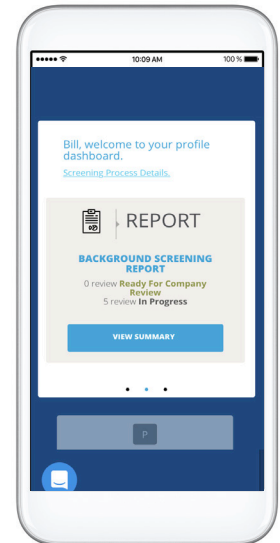 10:09 AM 100 %
Bill, welcome to your profile
dashboard.
Screening Process Details.
REPORT
BACKGROUND SCREENING
REPORT
0 review Ready For Company
Review
5 review In Progress
VIEW SUMMARY
P